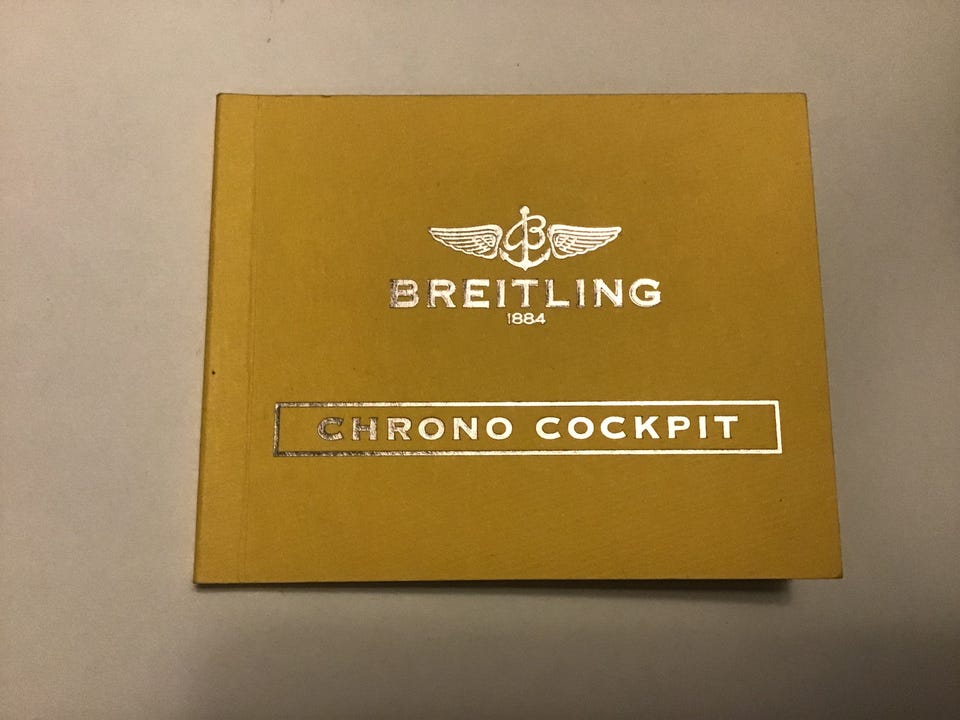 BREITLING
1884
CHRONO COCKPIT